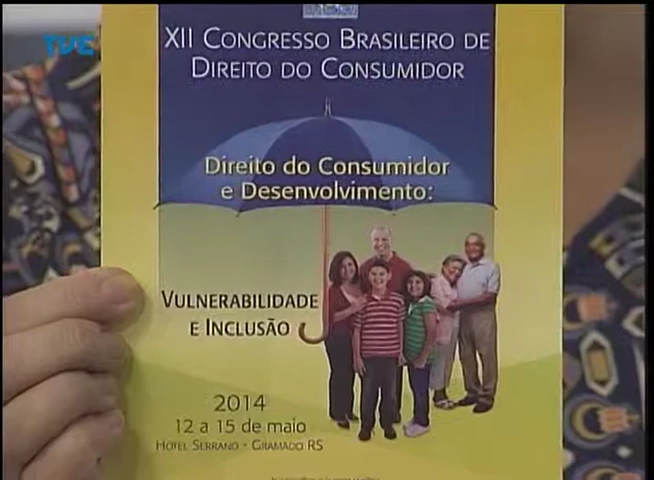 TVE
XII CONGRESSO BRASILEIRO DE
DIREITO DO CONSUMIDOR
Direito do Consumidor
e Desenvolvimento:
VULNERABILIDADE
E INCLUSÃO
2014
12 a 15 de maio
HOTEL SERRANO - GRAMADO RS